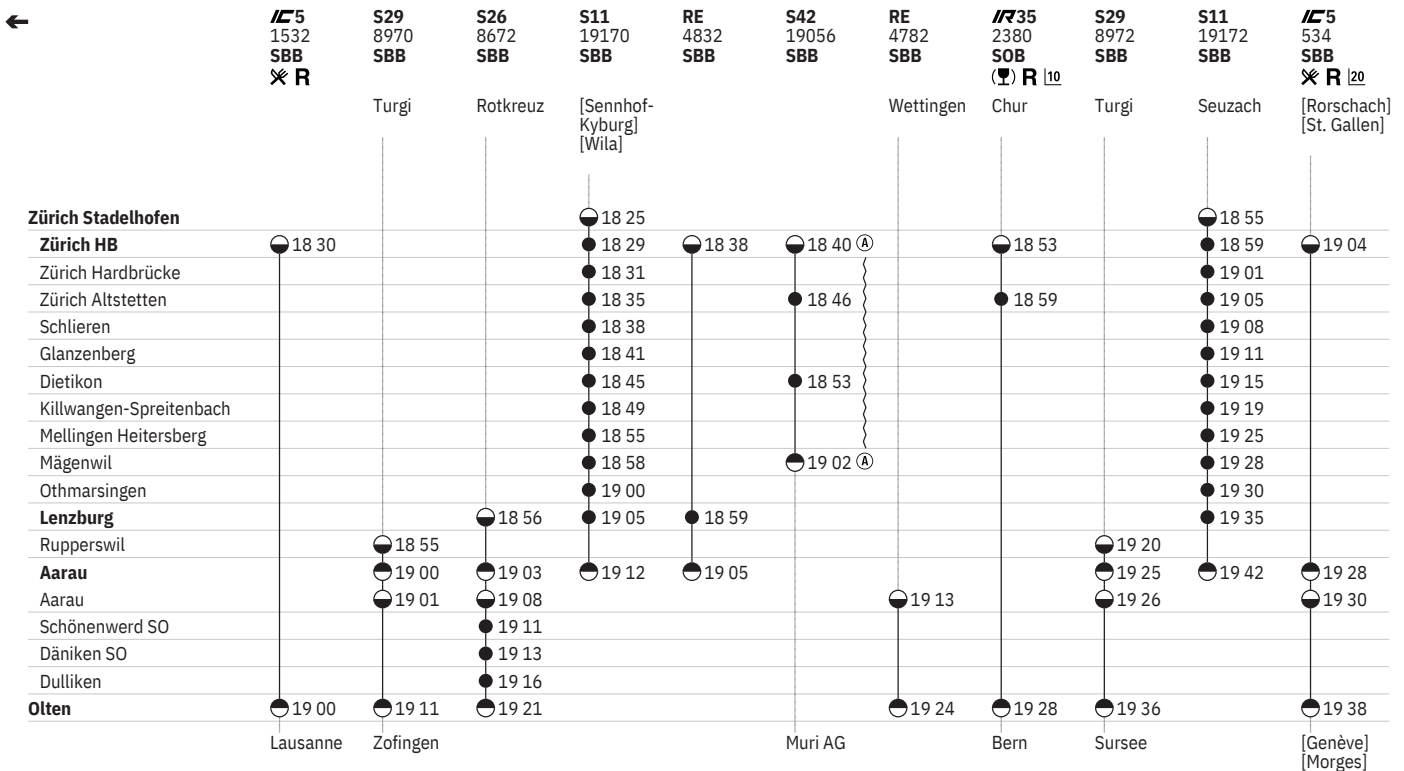 IC5 S29 S26 S11 RE S42 RE IR35 S29 S11 IC5
1532 8970 8672 19170 4832 19056 4782 2380 8972 19172 534
SBB SBB SBB SBB SBB SBB SBB SOB SBB SBB SBB
R R 10 R 20
Turgi Rotkreuz [Sennhof- Wettingen Chur Turgi Seuzach [Rorschach]
Kyburg] [St. Gallen]
[Wila]
Zürich Stadelhofen 18 25 18 55
Zürich HB 18 30 18 29 18 38 18 40 A 18 53 18 59 19 04
Zürich Hardbrücke 18 31 19 01
Zürich Altstetten 18 35 18 46 18 59 19 05
Schlieren 18 38 19 08
Glanzenberg 18 41 19 11
Dietikon 18 45 18 53 19 15
Killwangen-Spreitenbach 18 49 19 19
Mellingen Heitersberg 18 55 19 25
Mägenwil 18 58 19 02 A 19 28
Othmarsingen 19 00 19 30
Lenzburg 18 56 19 05 18 59 19 35
Rupperswil 18 55 19 20
Aarau 19 00 19 03 19 12 19 05 19 25 19 42 19 28
Aarau 19 01 19 08 19 13 19 26 19 30
Schönenwerd SO 19 11
Däniken SO 19 13
Dulliken 19 16
Olten 19 00 19 11 19 21 19 24 19 28 19 36 19 38
Lausanne Zofingen Muri AG Bern Sursee [Genève]
[Morges]